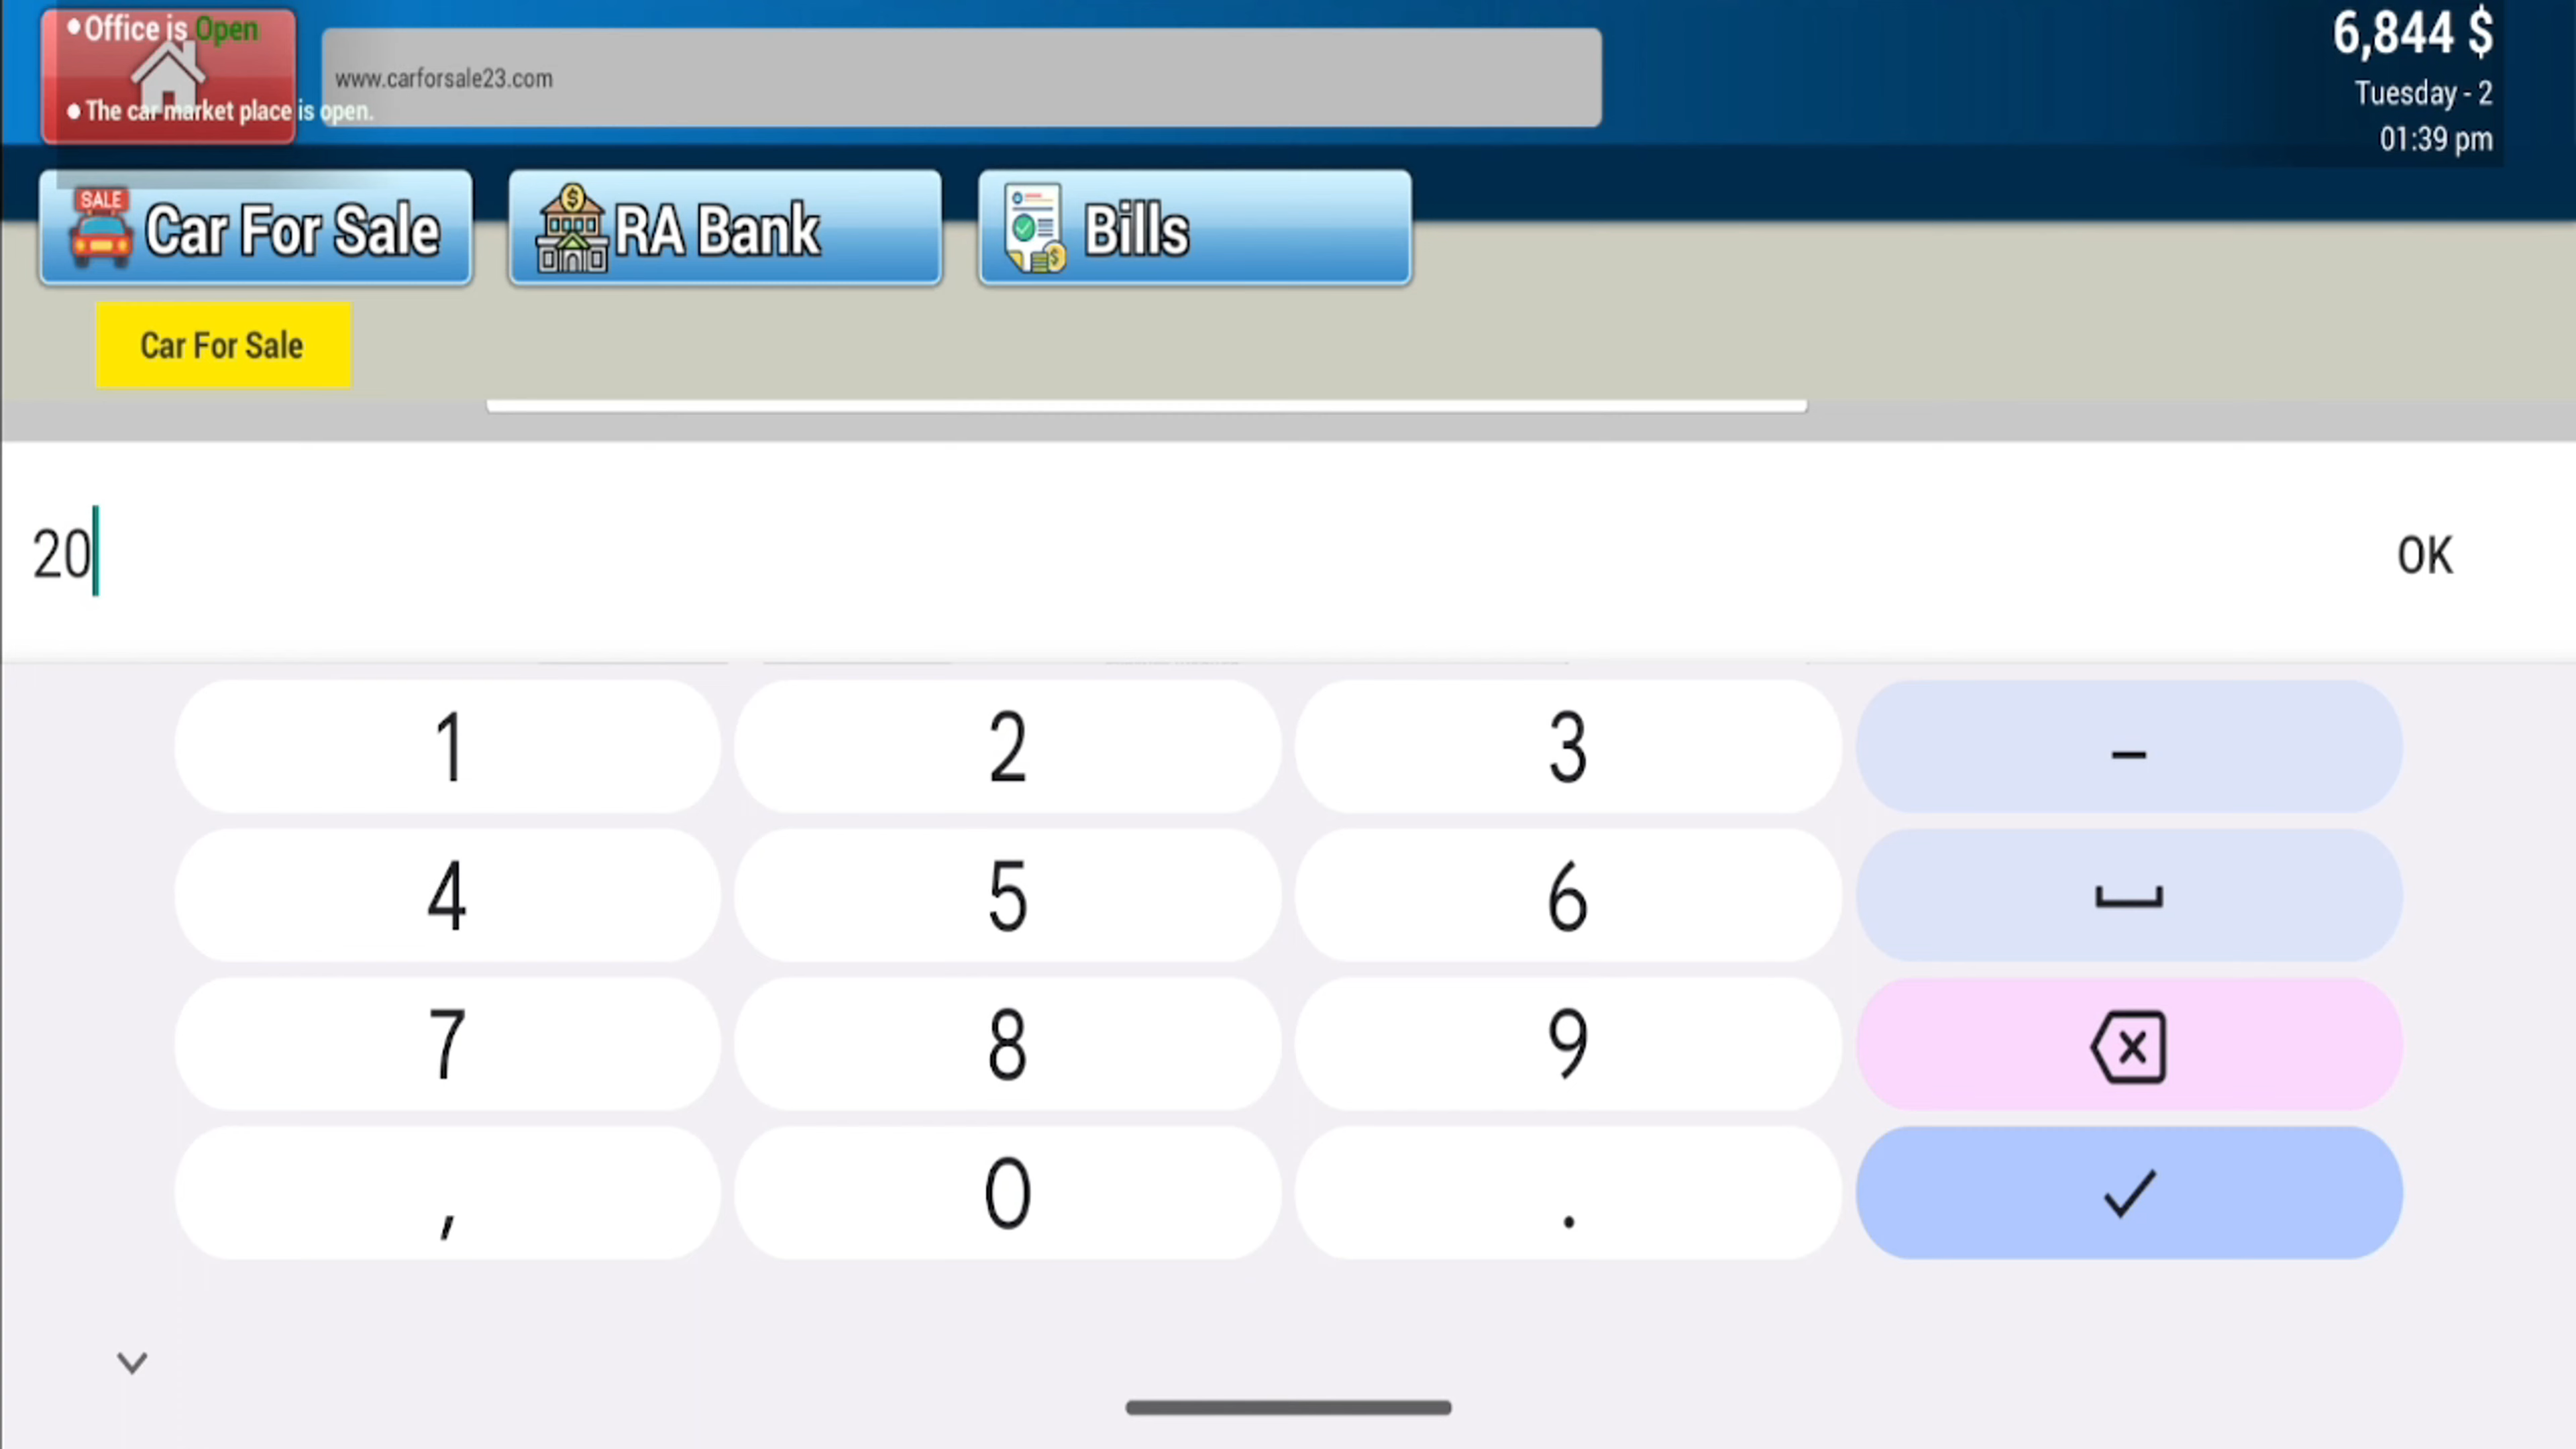 Office is Open
The car market place is open.
www.carforsale23.com
6,844 $
Tuesday - 2
01:39 pm
SALE
Car For Sale
RA Bank
Bills
Car For Sale
20
OK
1
2
3
–
4
5
6
7
8
9
,
0
.